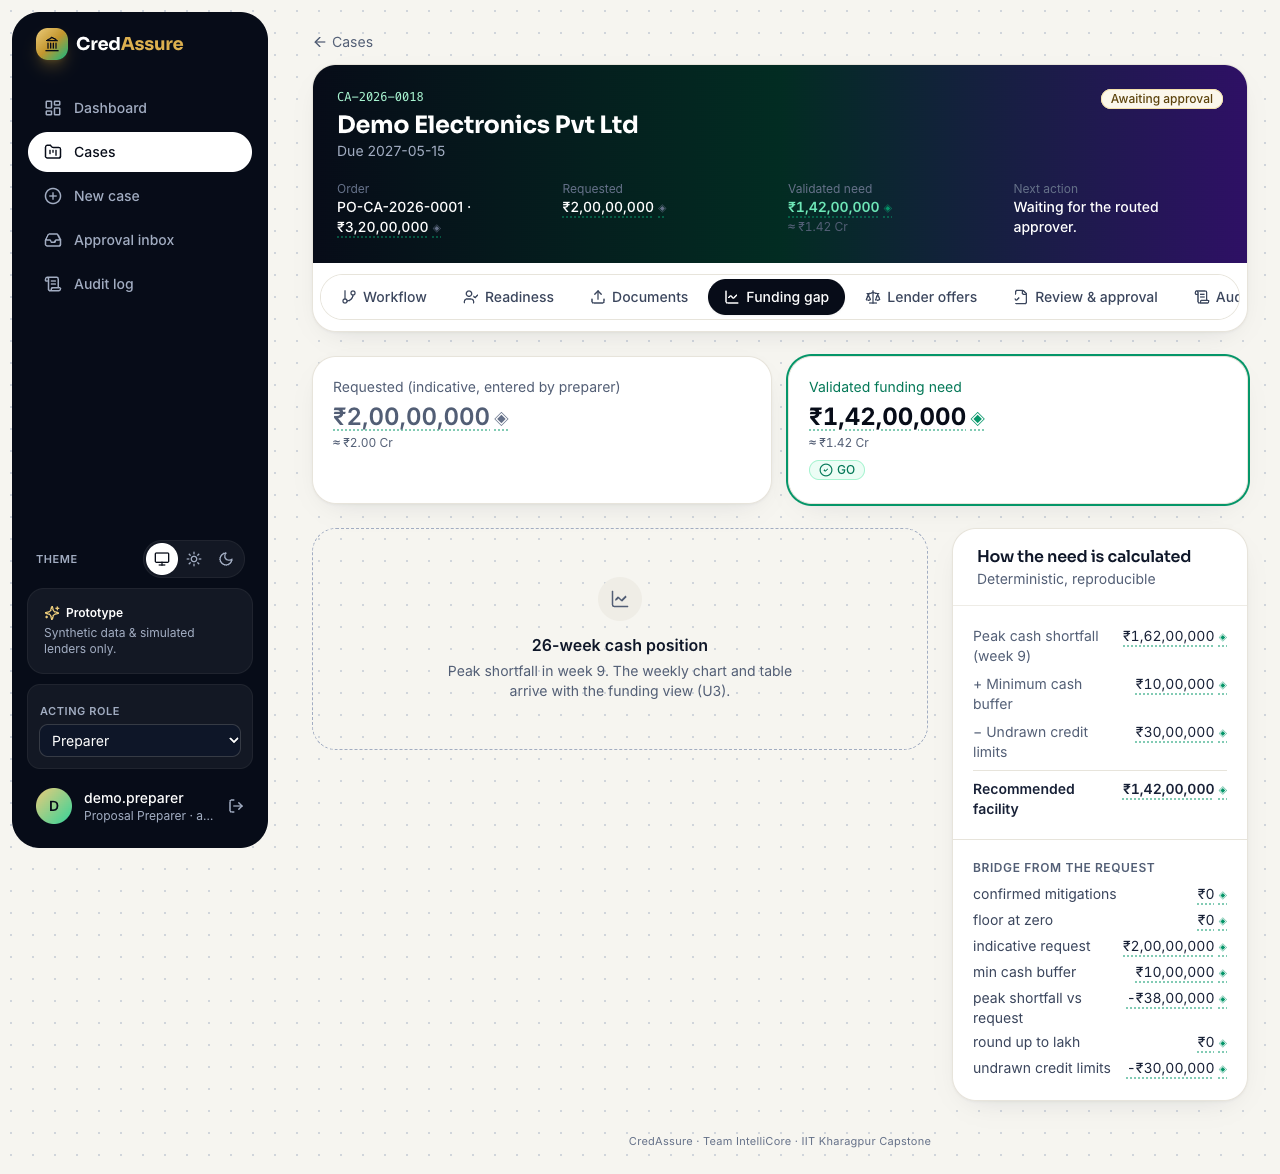 CredAssure
Dashboard
Cases
New case
Approval inbox
Audit log
THEME
Prototype
Synthetic data & simulated
lenders only.
ACTING ROLE
Preparer
D
demo.preparer
Proposal Preparer · a...
← Cases
CA-2026-0018
Awaiting approval
Demo Electronics Pvt Ltd
Due 2027-05-15
Order
PO-CA-2026-0001 ·
₹3,20,00,000 ◈
Requested
₹2,00,00,000 ◈
Validated need
₹1,42,00,000 ◈
≈ ₹1.42 Cr
Next action
Waiting for the routed
approver.
Workflow
Readiness
Documents
Funding gap
Lender offers
Review & approval
Aud
Requested (indicative, entered by preparer)
₹2,00,00,000 ◈
≈ ₹2.00 Cr
Validated funding need
₹1,42,00,000 ◈
≈ ₹1.42 Cr
GO
26-week cash position
Peak shortfall in week 9. The weekly chart and table
arrive with the funding view (U3).
How the need is calculated
Deterministic, reproducible
Peak cash shortfall ₹1,62,00,000 ◈
(week 9)
+ Minimum cash ₹10,00,000 ◈
buffer
− Undrawn credit ₹30,00,000 ◈
limits
Recommended ₹1,42,00,000 ◈
facility
BRIDGE FROM THE REQUEST
confirmed mitigations ₹0 ◈
floor at zero ₹0 ◈
indicative request ₹2,00,00,000 ◈
min cash buffer ₹10,00,000 ◈
peak shortfall vs -₹38,00,000 ◈
request
round up to lakh ₹0 ◈
undrawn credit limits -₹30,00,000 ◈
CredAssure · Team IntelliCore · IIT Kharagpur Capstone